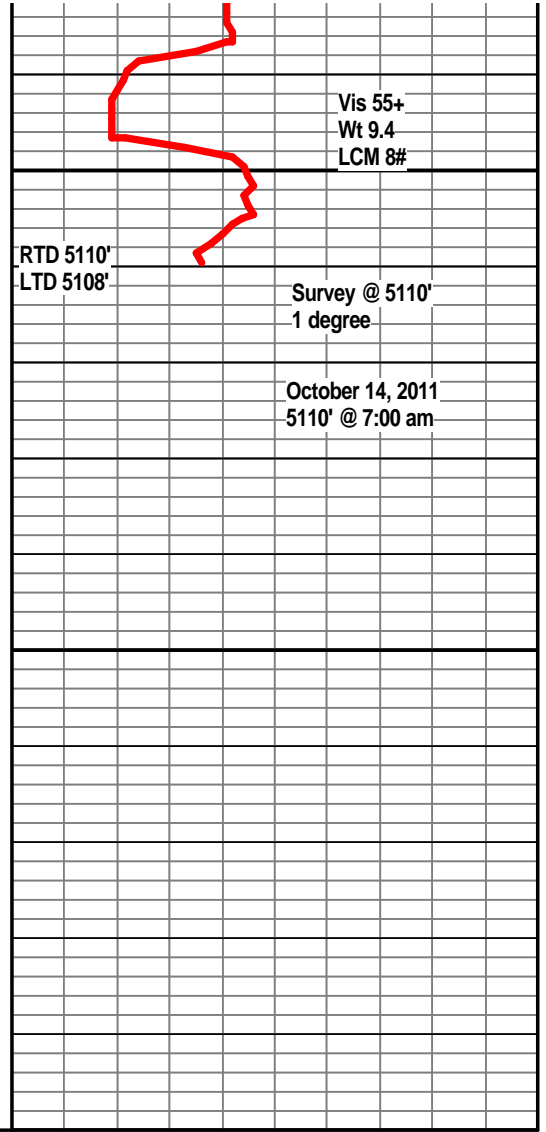 Vis 55+
Wt 9.4
LCM 8#
RTD 5110'
LTD 5108'
Survey @ 5110'
1 degree
October 14, 2011
5110' @ 7:00 am